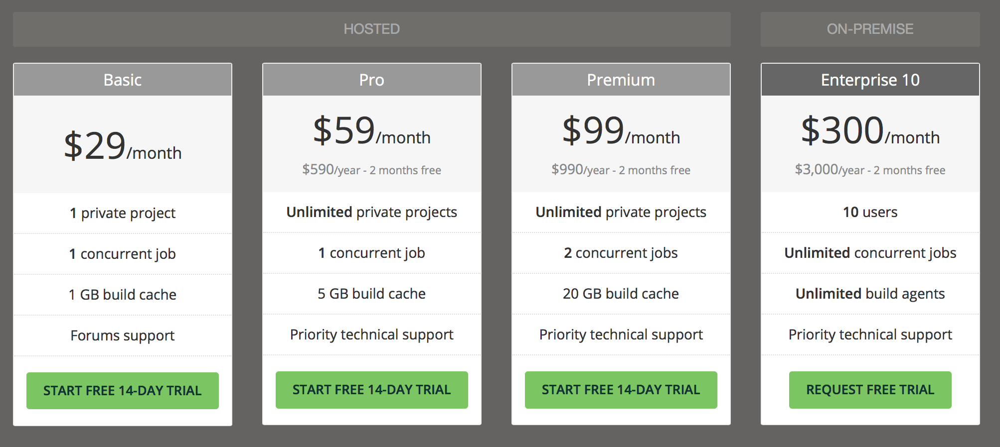 HOSTED
ON-PREMISE
Basic
$29/month
1 private project
1 concurrent job
1 GB build cache
Forums support
START FREE 14-DAY TRIAL
Pro
$59/month
$590/year - 2 months free
Unlimited private projects
1 concurrent job
5 GB build cache
Priority technical support
START FREE 14-DAY TRIAL
Premium
$99/month
$990/year - 2 months free
Unlimited private projects
2 concurrent jobs
20 GB build cache
Priority technical support
START FREE 14-DAY TRIAL
Enterprise 10
$300/month
$3,000/year - 2 months free
10 users
Unlimited concurrent jobs
Unlimited build agents
Priority technical support
REQUEST FREE TRIAL